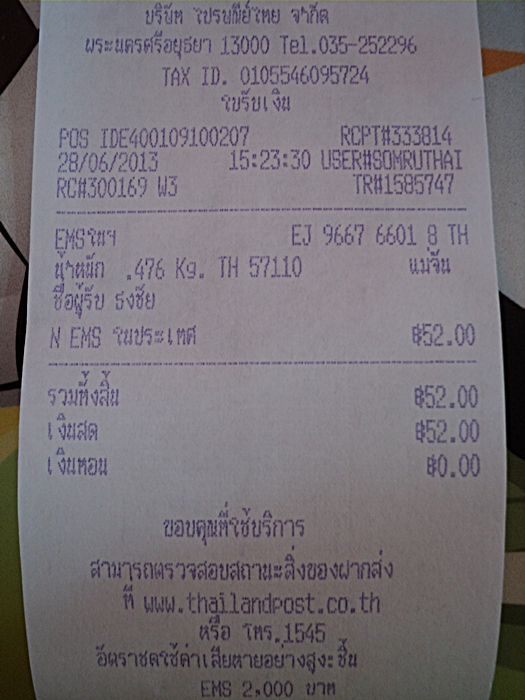 บริษัท ไปรษณีย์ไทย จำกัด
พระนครศรีอยุธยา 13000 Tel.035-252296
TAX ID. 0105546095724
ใบรับเงิน
POS IDE400109100207 RCPT#333814
28/06/2013 15:23:30 USER#SOMRUTHAI
RC#300169 W3 TR#1585747
EMSในฯ EJ 9667 6601 8 TH
น้ำหนัก .476 Kg. TH 57110 แม่จัน
ชื่อผู้รับ ธงชัย
N EMS ในประเทศ ฿52.00
รวมทั้งสิ้น ฿52.00
เงินสด ฿52.00
เงินทอน ฿0.00
ขอบคุณที่ใช้บริการ
สามารถตรวจสอบสถานะสิ่งของฝากส่ง
ที่ www.thailandpost.co.th
หรือ โทร.1545
อัตราชดใช้ค่าเสียหายอย่างสูงะชิ้น
EMS 2,000 บาท